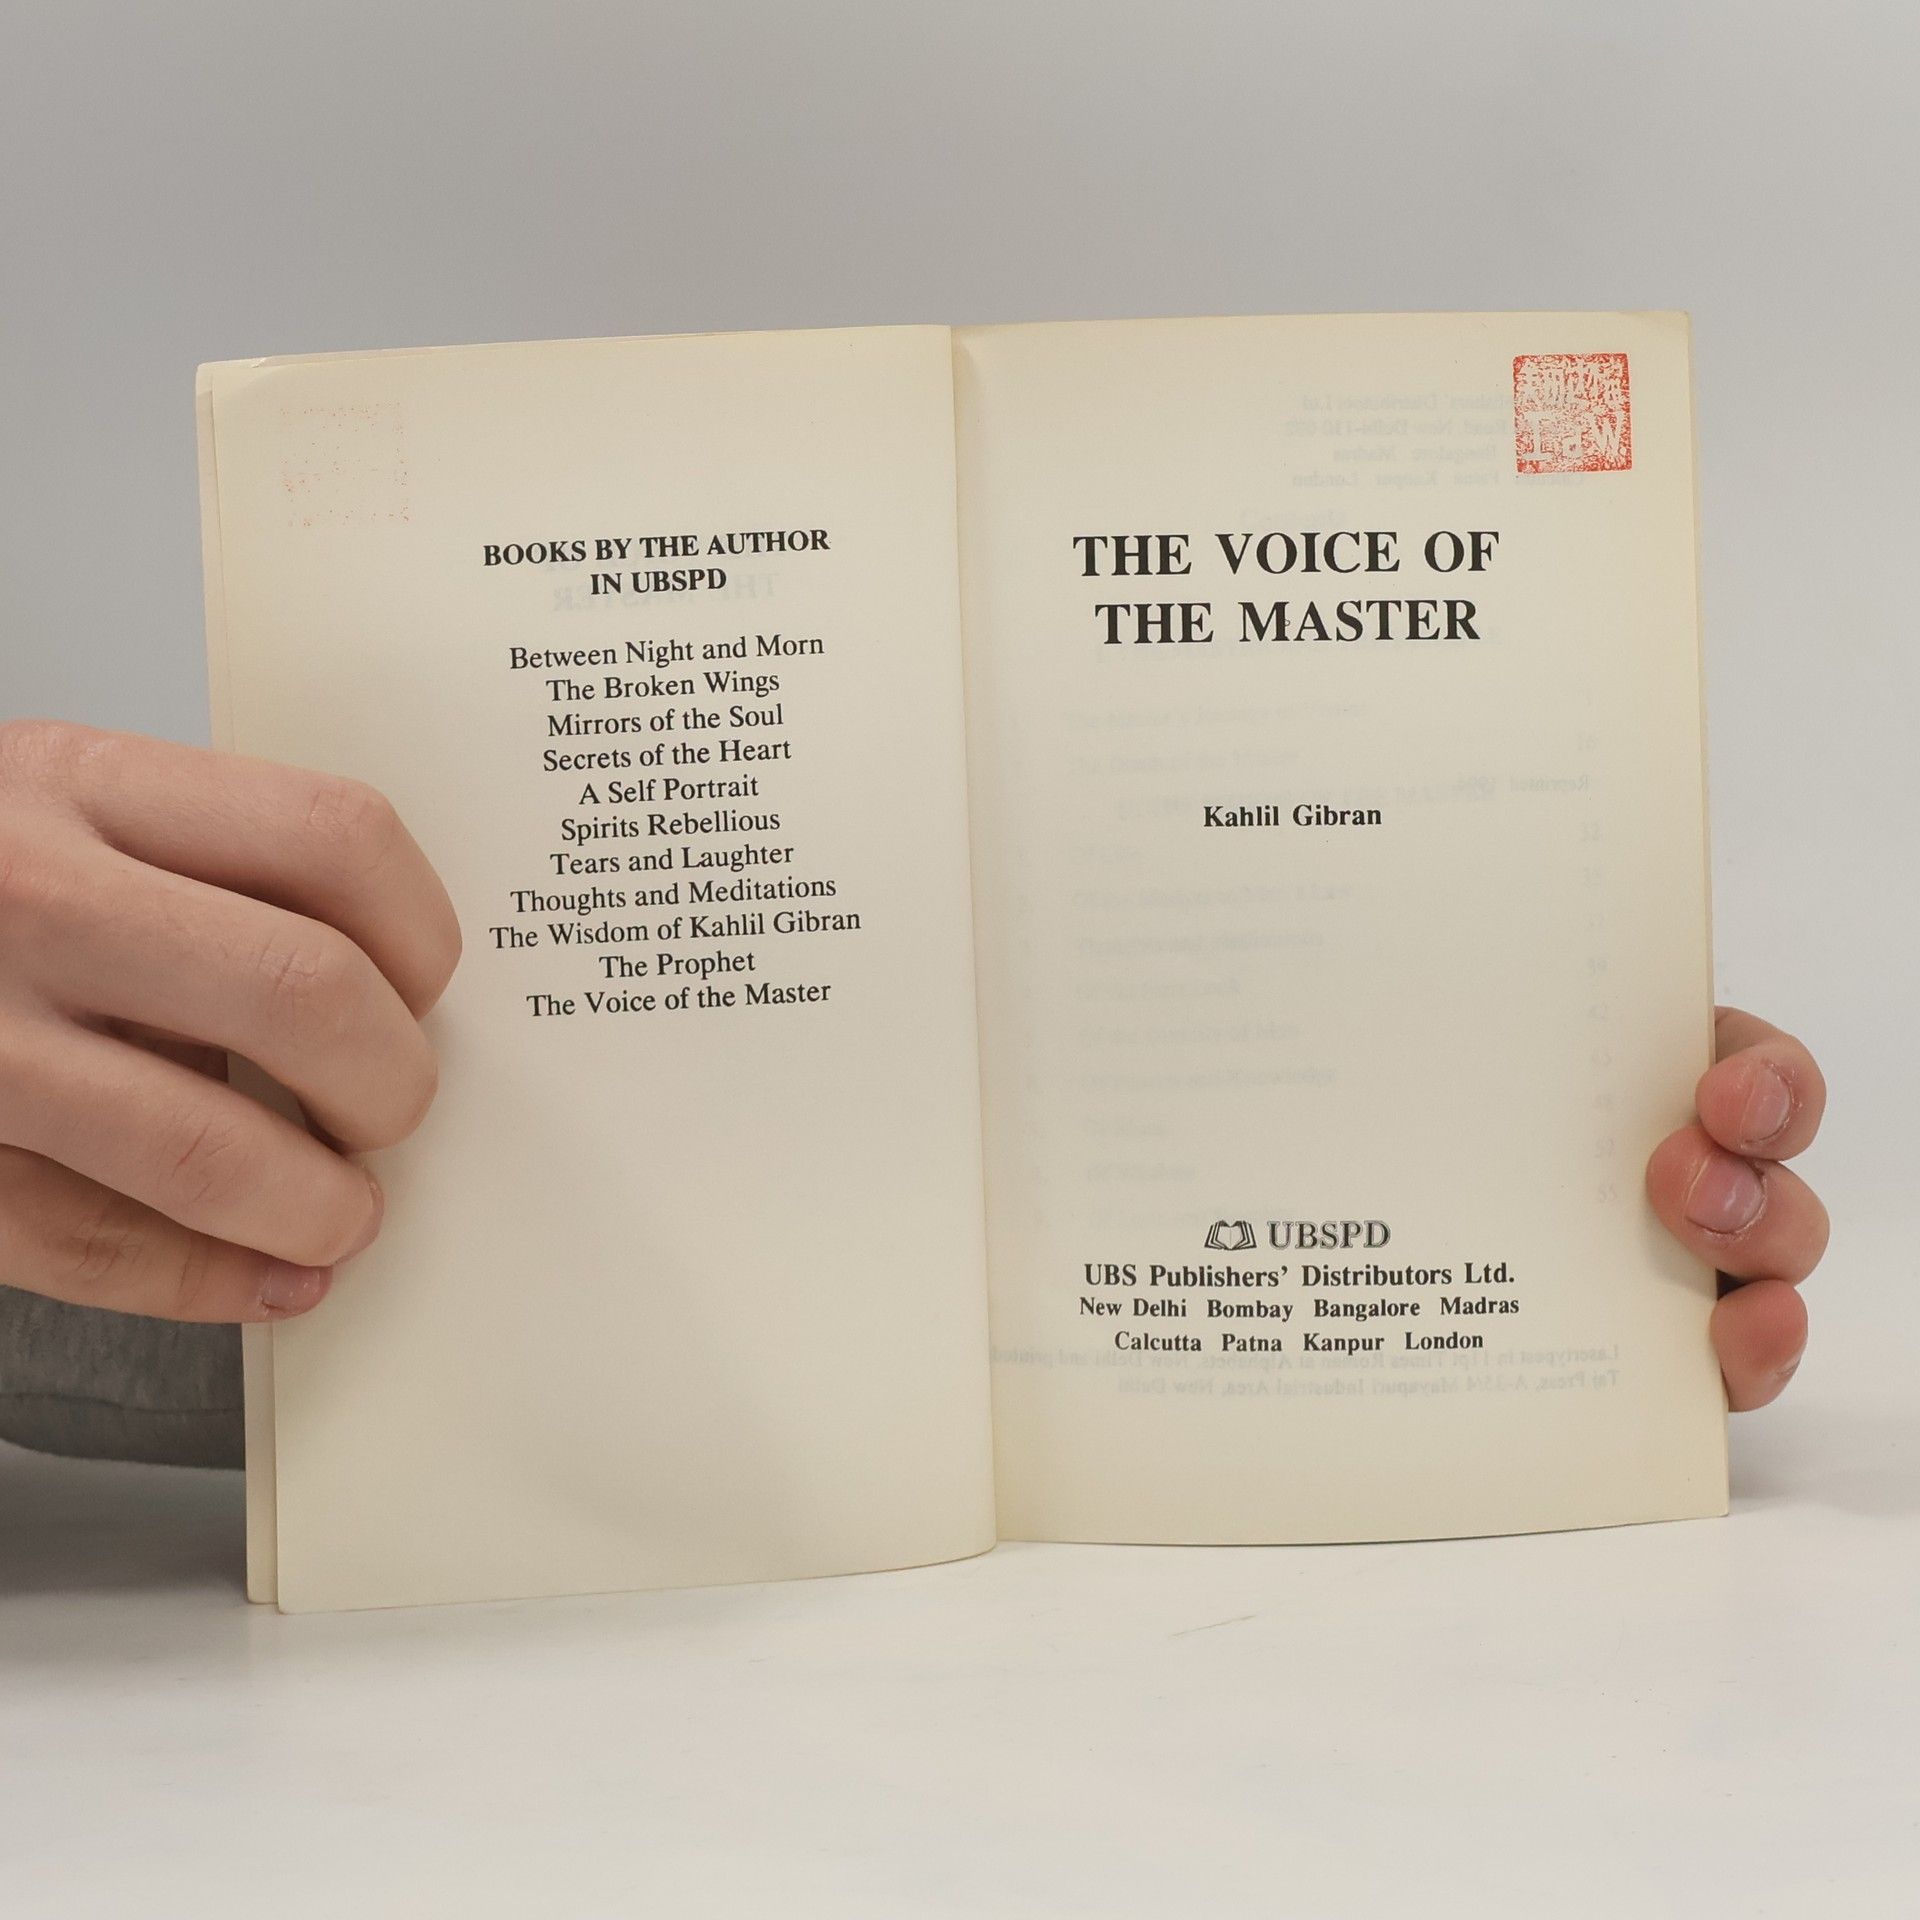 BOOKS BY THE AUTHOR
IN UBSPD
Between Night and Morn
The Broken Wings
Mirrors of the Soul
Secrets of the Heart
A Self Portrait
Spirits Rebellious
Tears and Laughter
Thoughts and Meditations
The Wisdom of Kahlil Gibran
The Prophet
The Voice of the Master
THE VOICE OF
THE MASTER
Kahlil Gibran
UBSPD
UBS Publishers' Distributors Ltd.
New Delhi Bombay Bangalore Madras
Calcutta Patna Kanpur London